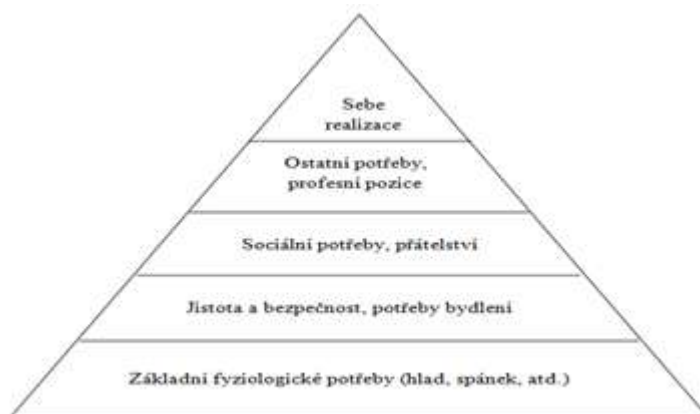 Sebe
realizace
Ostatní potřeby,
profesní pozice
Sociální potřeby, přátelství
Jistota a bezpečnost, potřeby bydlení
Základní fyziologické potřeby (hlad, spánek, atd.)